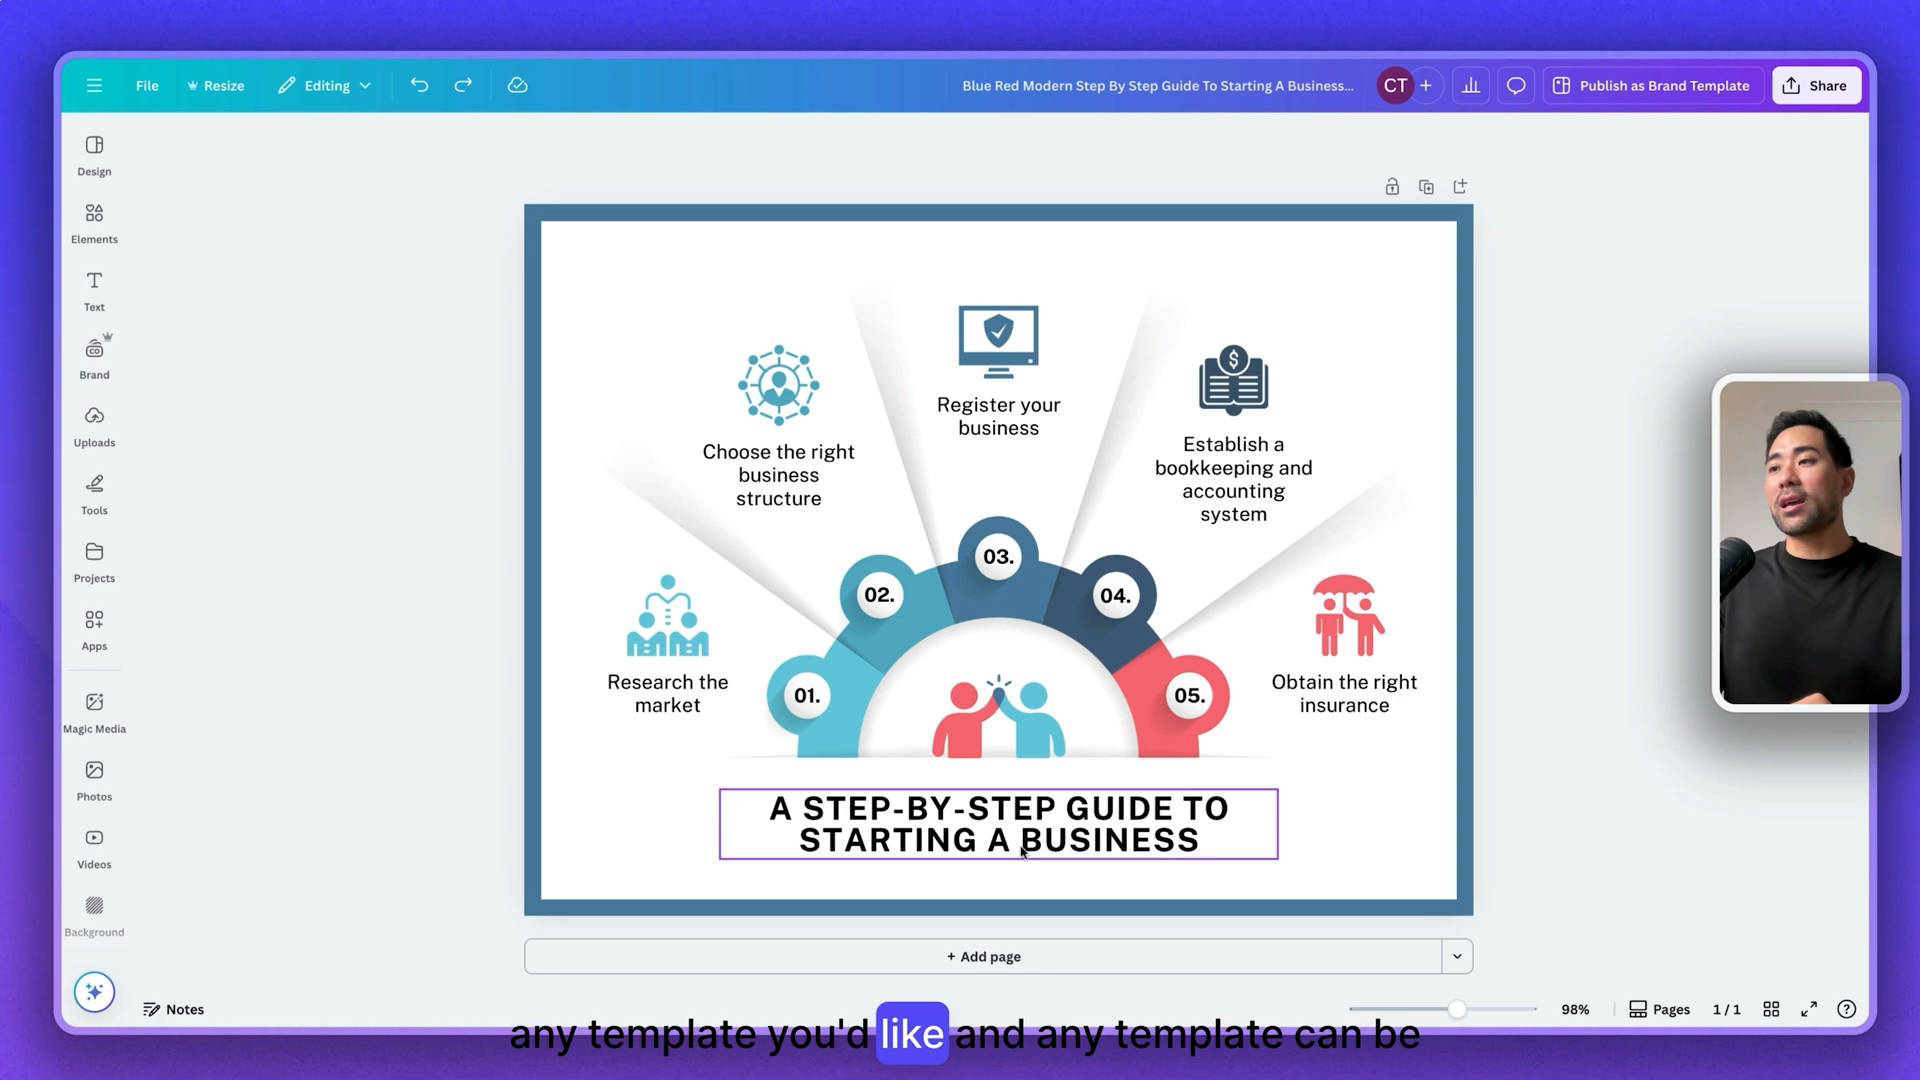 File
Resize
Editing
Blue Red Modern Step By Step Guide To Starting A Business...
CT
+
Publish as Brand Template
Share
Design
Elements
Text
Brand
Uploads
Tools
Projects
Apps
Magic Media
Photos
Videos
Background
Register your
business
Choose the right
business
structure
$
Establish a
bookkeeping and
accounting
system
03.
02.
04.
Research the
market
01.
05.
Obtain the right
insurance
A STEP-BY-STEP GUIDE TO
STARTING A BUSINESS
+ Add page
Notes
98%
Pages
1 / 1
?
any template you'd like and any template can be